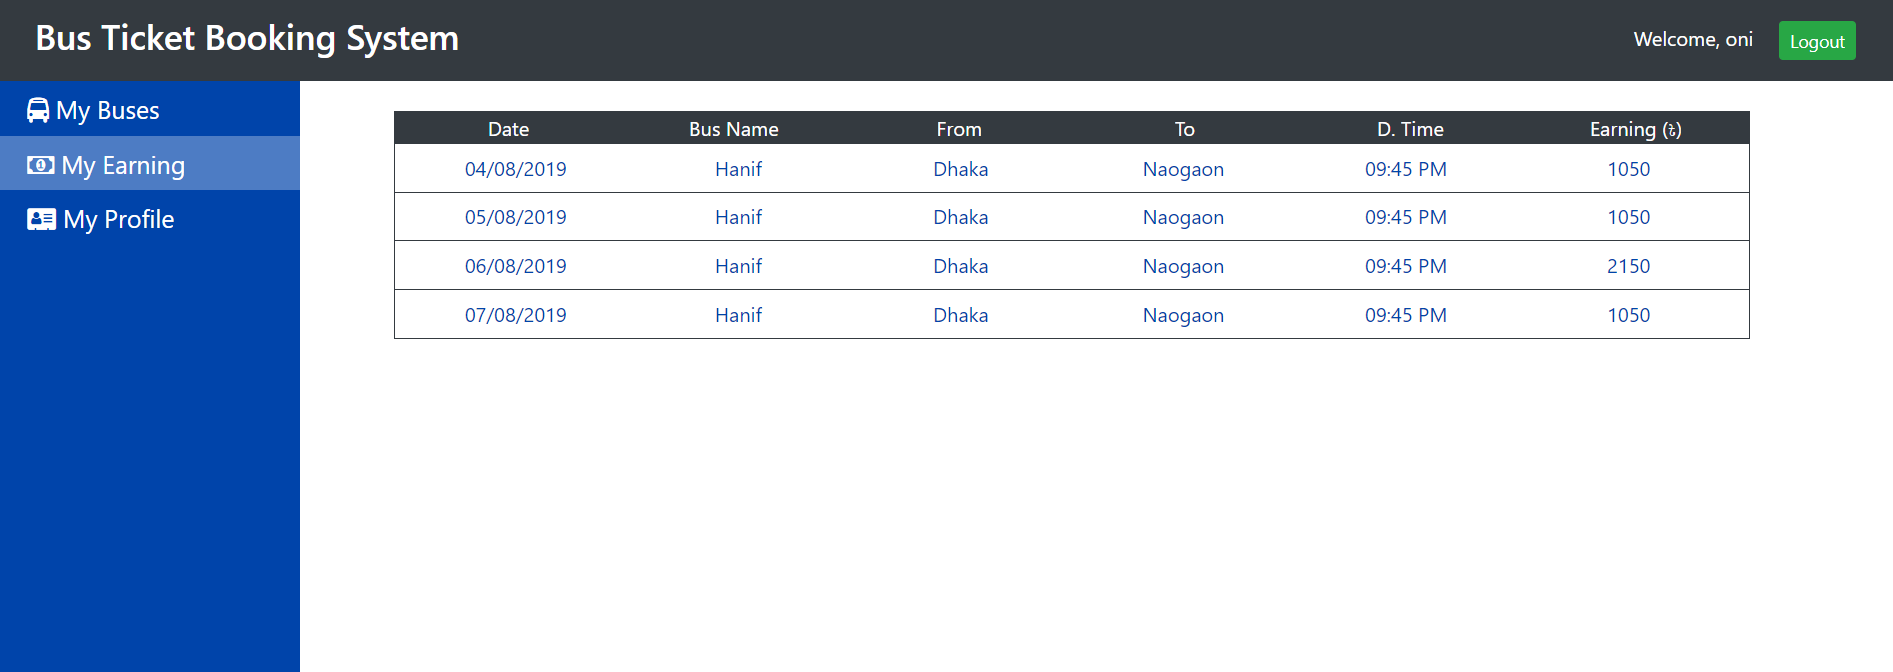 Bus Ticket Booking System
Welcome, oni Logout
My Buses
My Earning
My Profile
Date Bus Name From To D. Time Earning (৳)
04/08/2019 Hanif Dhaka Naogaon 09:45 PM 1050
05/08/2019 Hanif Dhaka Naogaon 09:45 PM 1050
06/08/2019 Hanif Dhaka Naogaon 09:45 PM 2150
07/08/2019 Hanif Dhaka Naogaon 09:45 PM 1050